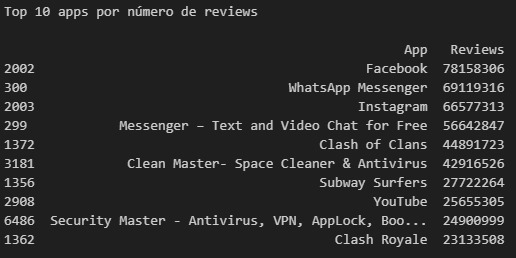 Top 10 apps por número de reviews
App Reviews
2002 Facebook 78158306
300 WhatsApp Messenger 69119316
2003 Instagram 66577313
299 Messenger – Text and Video Chat for Free 56642847
1372 Clash of Clans 44891723
3181 Clean Master- Space Cleaner & Antivirus 42916526
1356 Subway Surfers 27722264
2908 YouTube 25655305
6486 Security Master - Antivirus, VPN, AppLock, Boo... 24900999
1362 Clash Royale 23133508